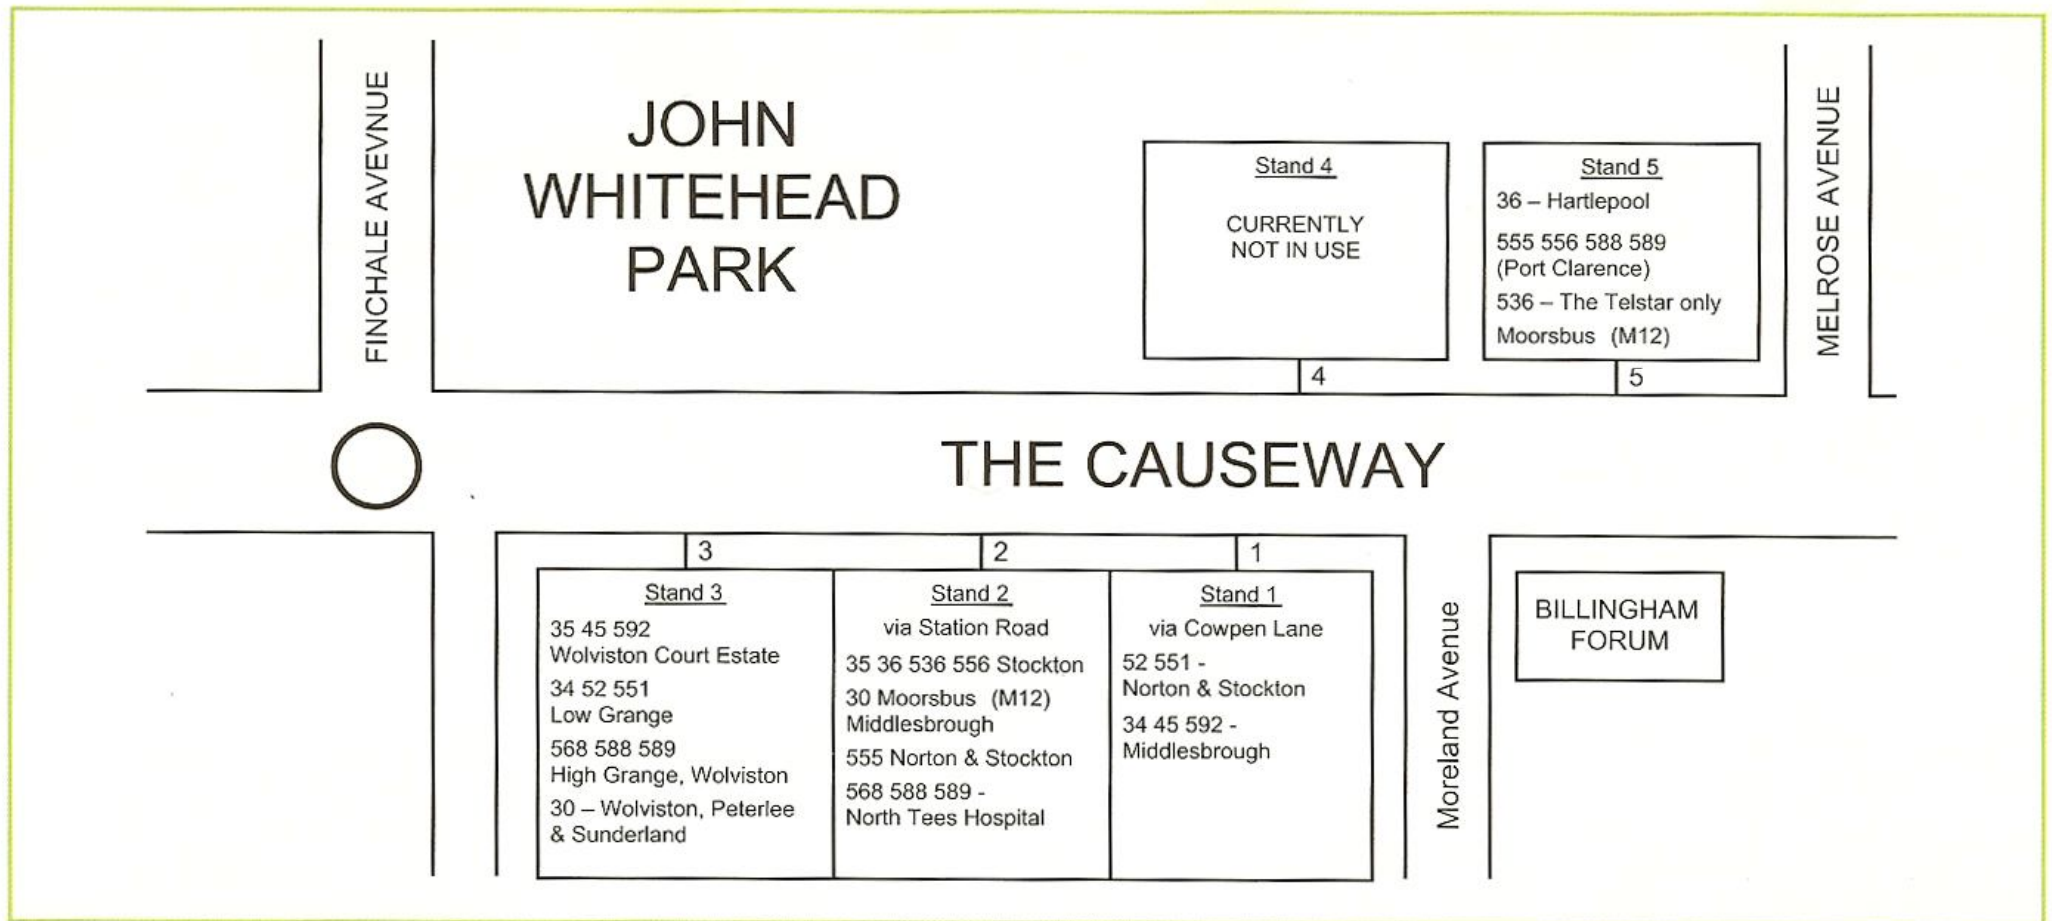 FINCHALE AVEVNUE
JOHN
WHITEHEAD
PARK
Stand 4
CURRENTLY
NOT IN USE
4
Stand 5
36 – Hartlepool
555 556 588 589
(Port Clarence)
536 – The Telstar only
Moorsbus (M12)
5
MELROSE AVENUE
THE CAUSEWAY
3
Stand 3
35 45 592
Wolviston Court Estate
34 52 551
Low Grange
568 588 589
High Grange, Wolviston
30 – Wolviston, Peterlee
& Sunderland
2
Stand 2
via Station Road
35 36 536 556 Stockton
30 Moorsbus (M12)
Middlesbrough
555 Norton & Stockton
568 588 589 -
North Tees Hospital
1
Stand 1
via Cowpen Lane
52 551 -
Norton & Stockton
34 45 592 -
Middlesbrough
Moreland Avenue
BILLINGHAM
FORUM